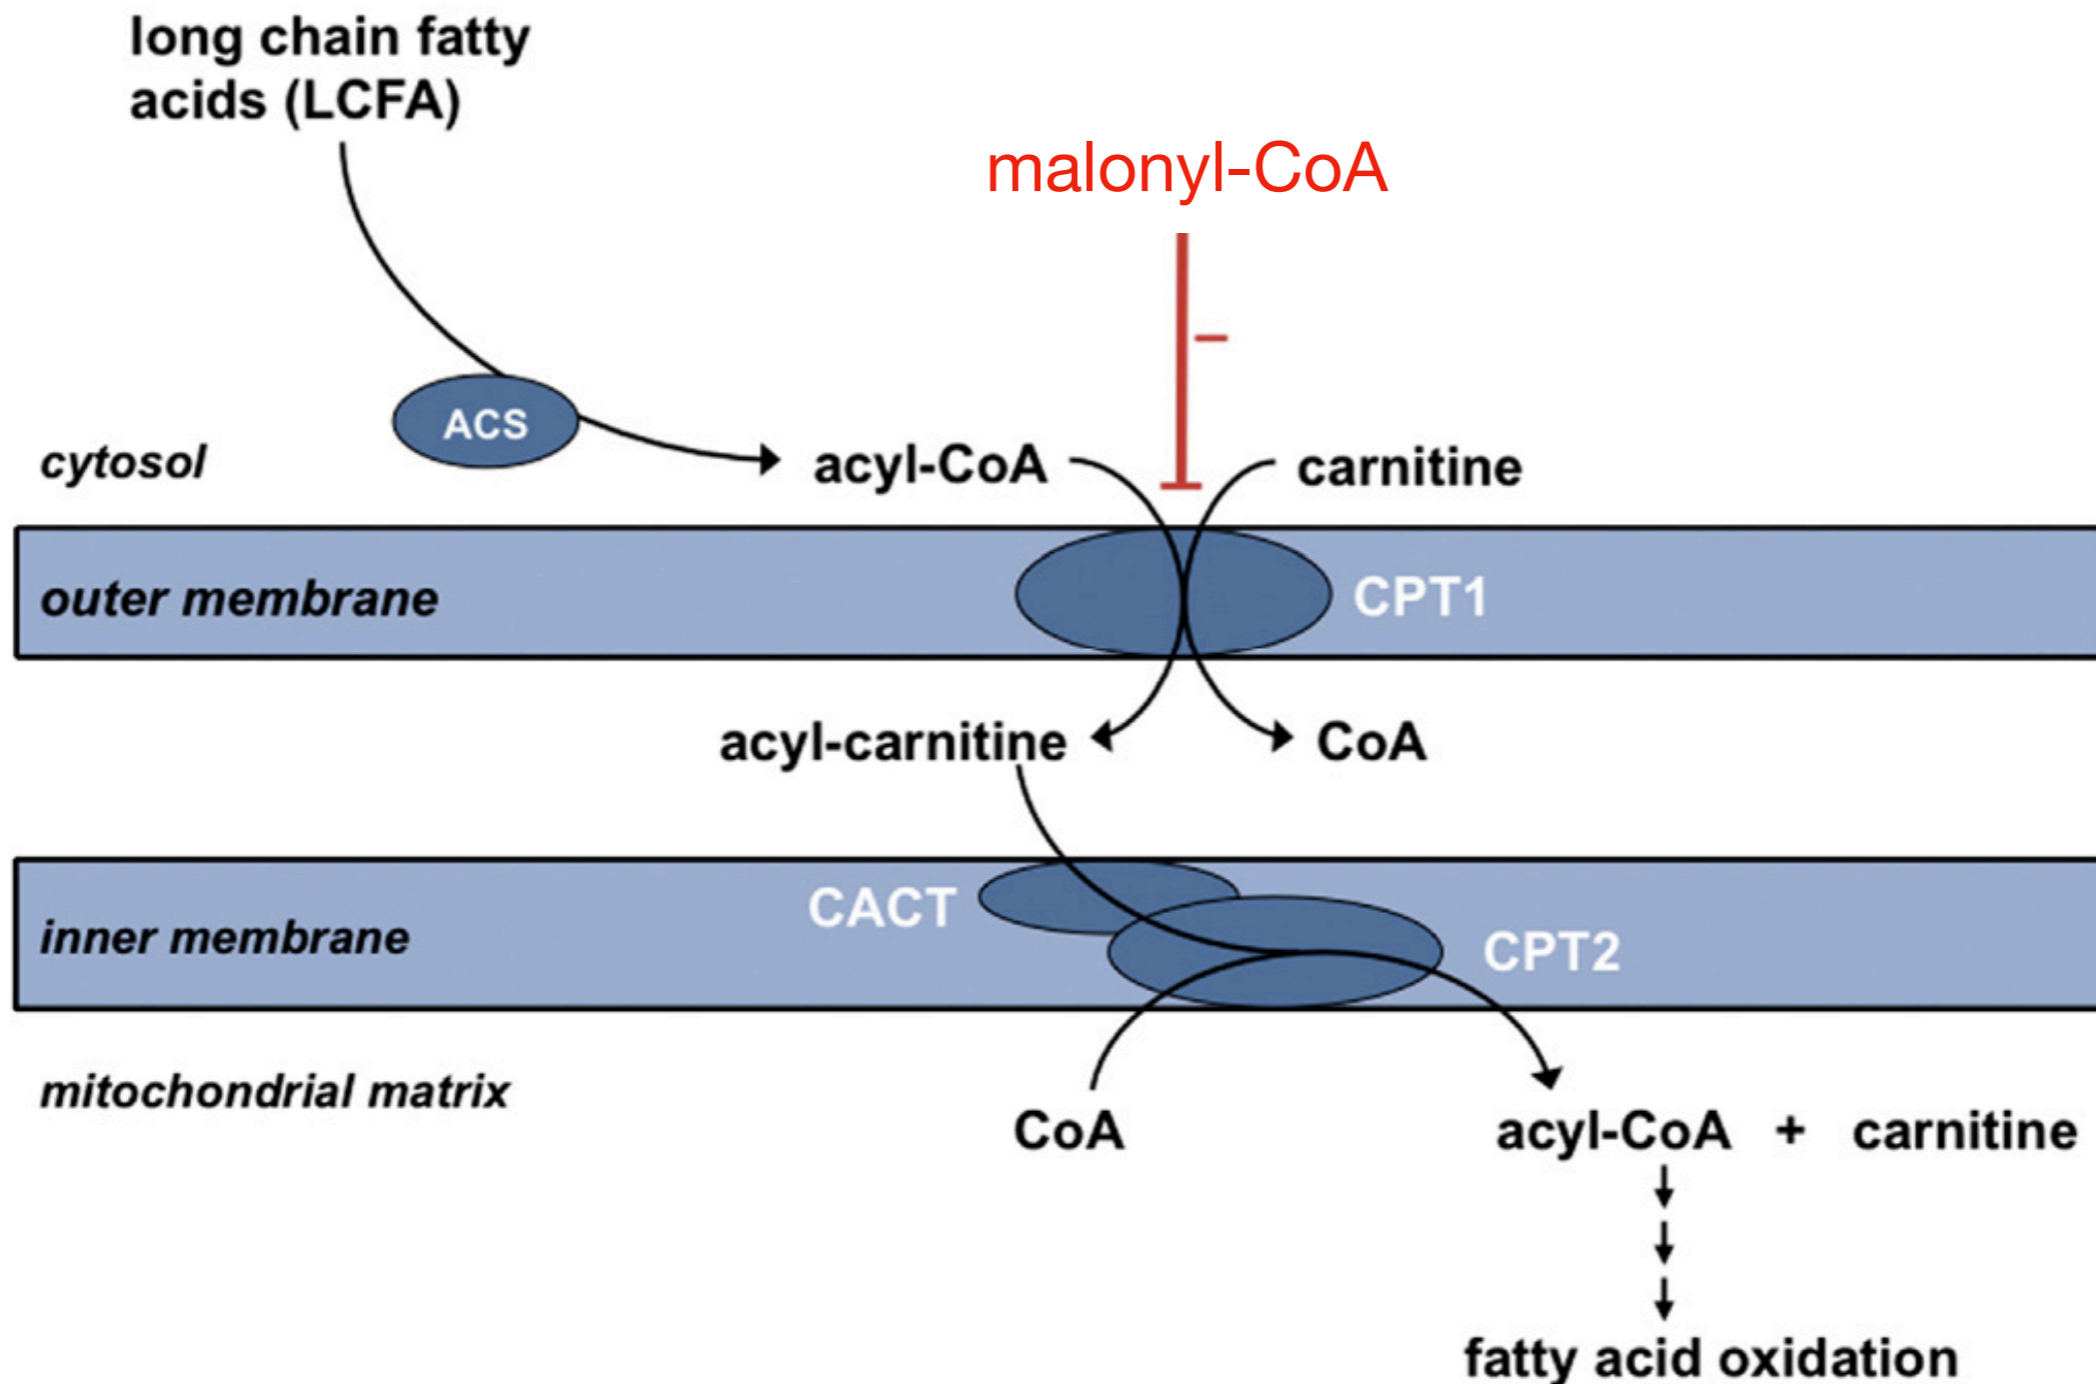 long chain fatty
acids (LCFA)
malonyl-CoA
–
ACS
cytosol
acyl-CoA
carnitine
outer membrane
CPT1
acyl-carnitine
CoA
CACT
inner membrane
CPT2
mitochondrial matrix
CoA
acyl-CoA + carnitine
fatty acid oxidation